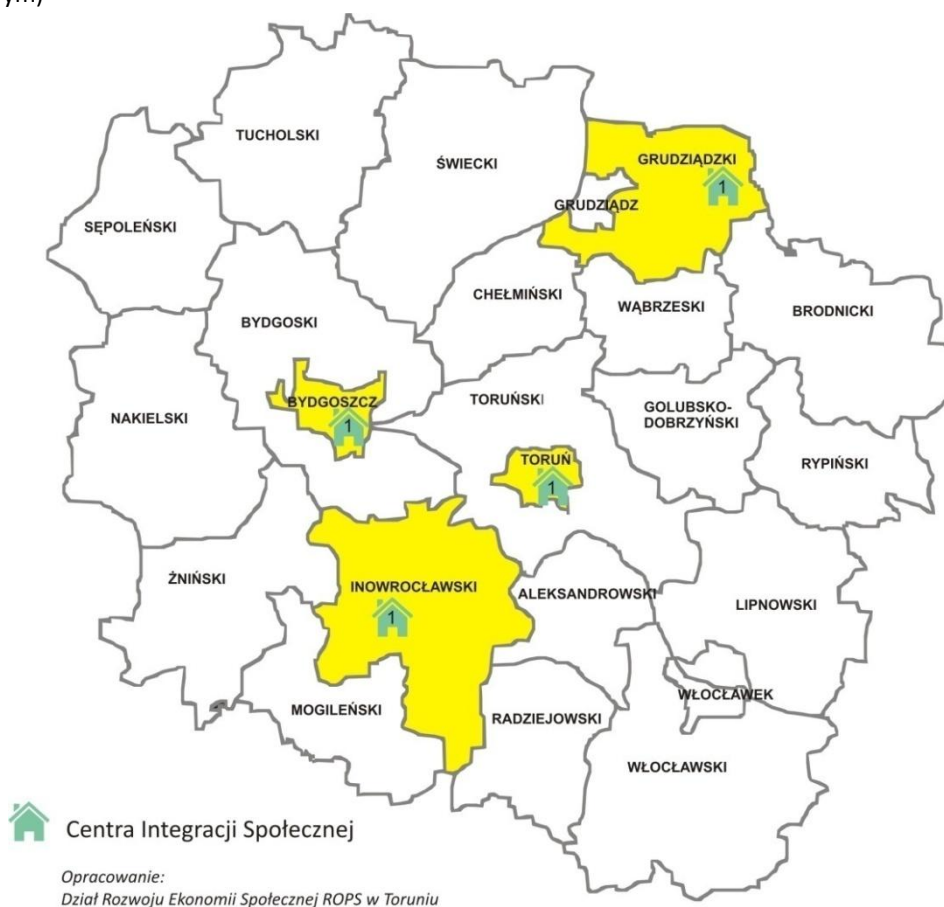 ym)
TUCHOLSKI
ŚWIECKI
GRUDZIĄDZKI
1
GRUDZIĄDZ
SĘPOLEŃSKI
CHEŁMIŃSKI
WĄBRZESKI
BRODNICKI
BYDGOSKI
BYDGOSZCZ
1
NAKIELSKI
TORUŃSKI
GOLUBSKO-
DOBRZYŃSKI
RYPIŃSKI
TORUŃ
1
ŻNIŃSKI
INOWROCŁAWSKI
1
ALEKSANDROWSKI
LIPNOWSKI
MOGILEŃSKI
RADZIEJOWSKI
WŁOCŁAWEK
WŁOCŁAWSKI
Centra Integracji Społecznej
Opracowanie:
Dział Rozwoju Ekonomii Społecznej ROPS w Toruniu